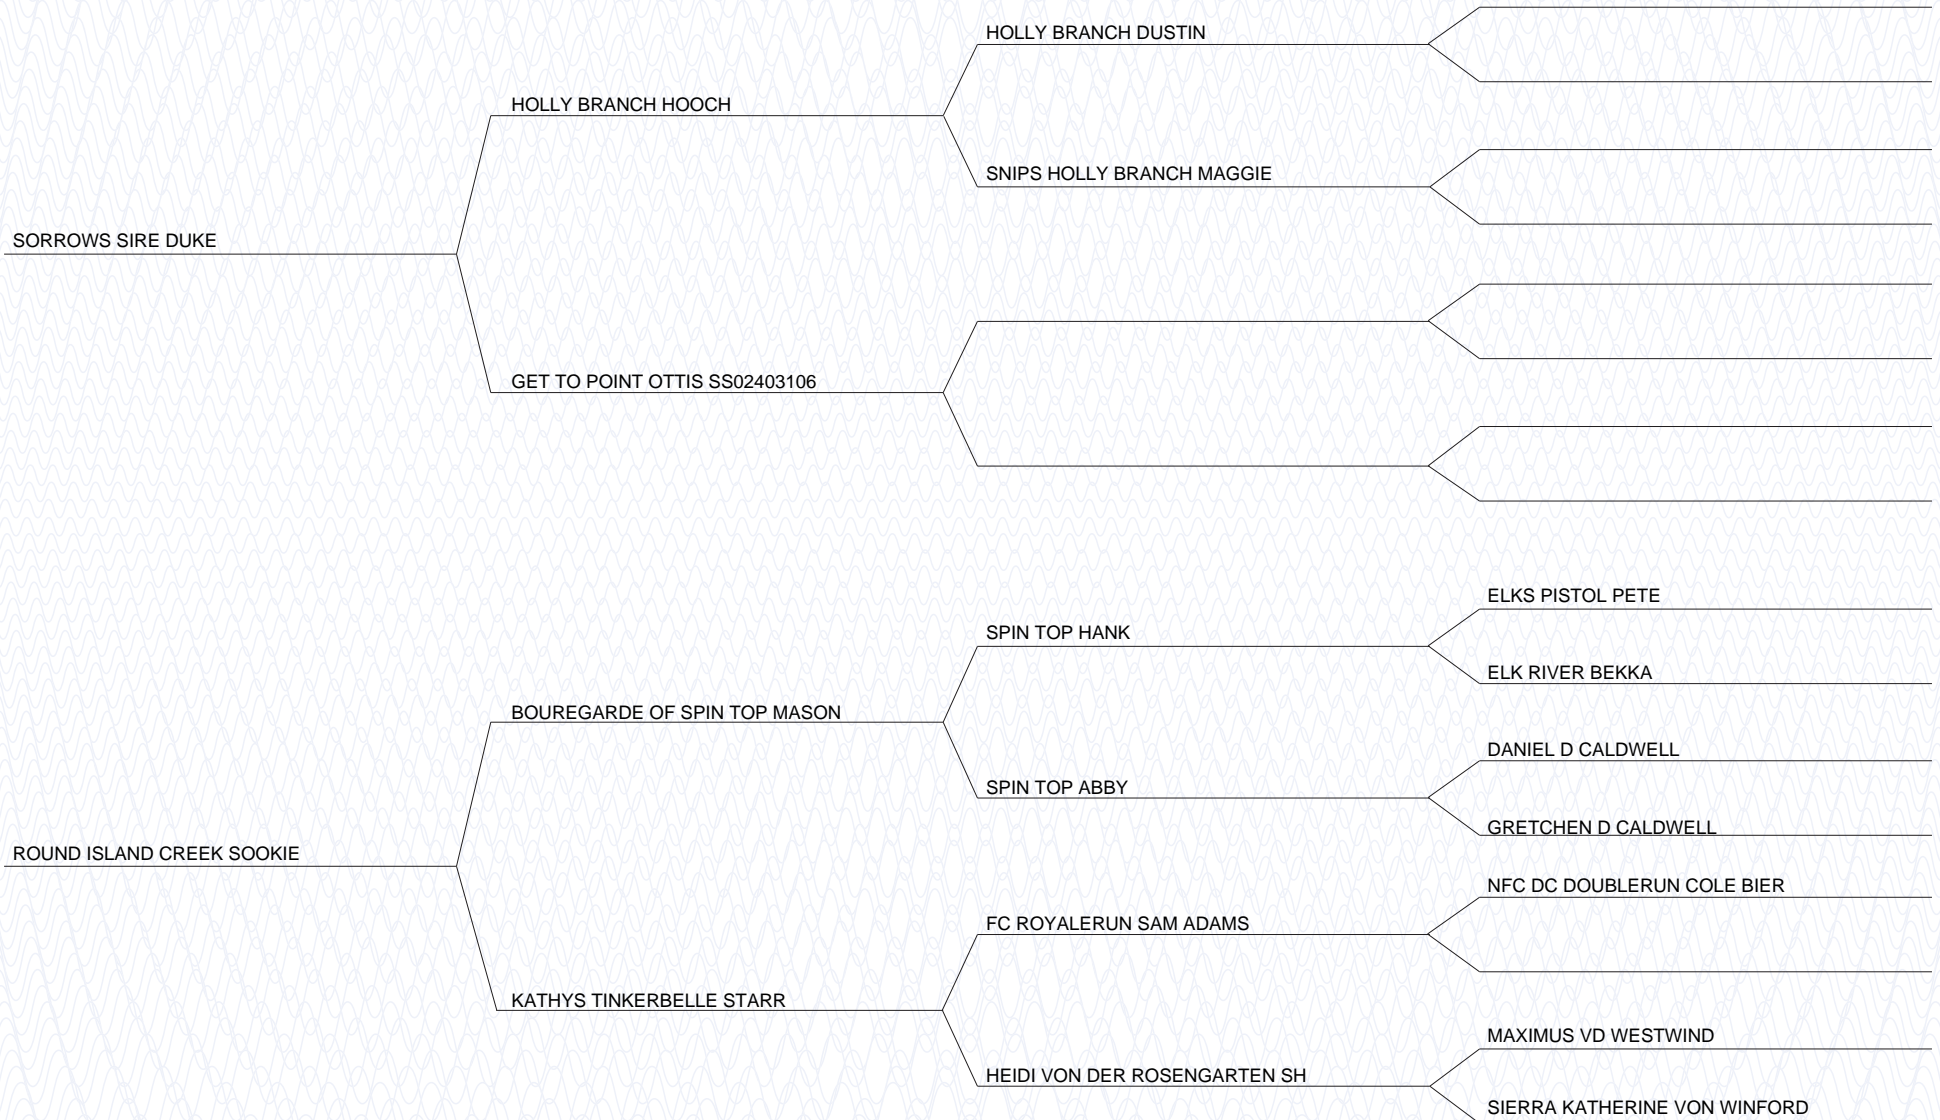 HOLLY BRANCH DUSTIN
HOLLY BRANCH HOOCH
SNIPS HOLLY BRANCH MAGGIE
SORROWS SIRE DUKE
GET TO POINT OTTIS SS02403106
ELKS PISTOL PETE
SPIN TOP HANK
ELK RIVER BEKKA
BOUREGARDE OF SPIN TOP MASON
DANIEL D CALDWELL
SPIN TOP ABBY
GRETCHEN D CALDWELL
ROUND ISLAND CREEK SOOKIE
NFC DC DOUBLERUN COLE BIER
FC ROYALERUN SAM ADAMS
KATHYS TINKERBELLE STARR
MAXIMUS VD WESTWIND
HEIDI VON DER ROSENGARTEN SH
SIERRA KATHERINE VON WINFORD